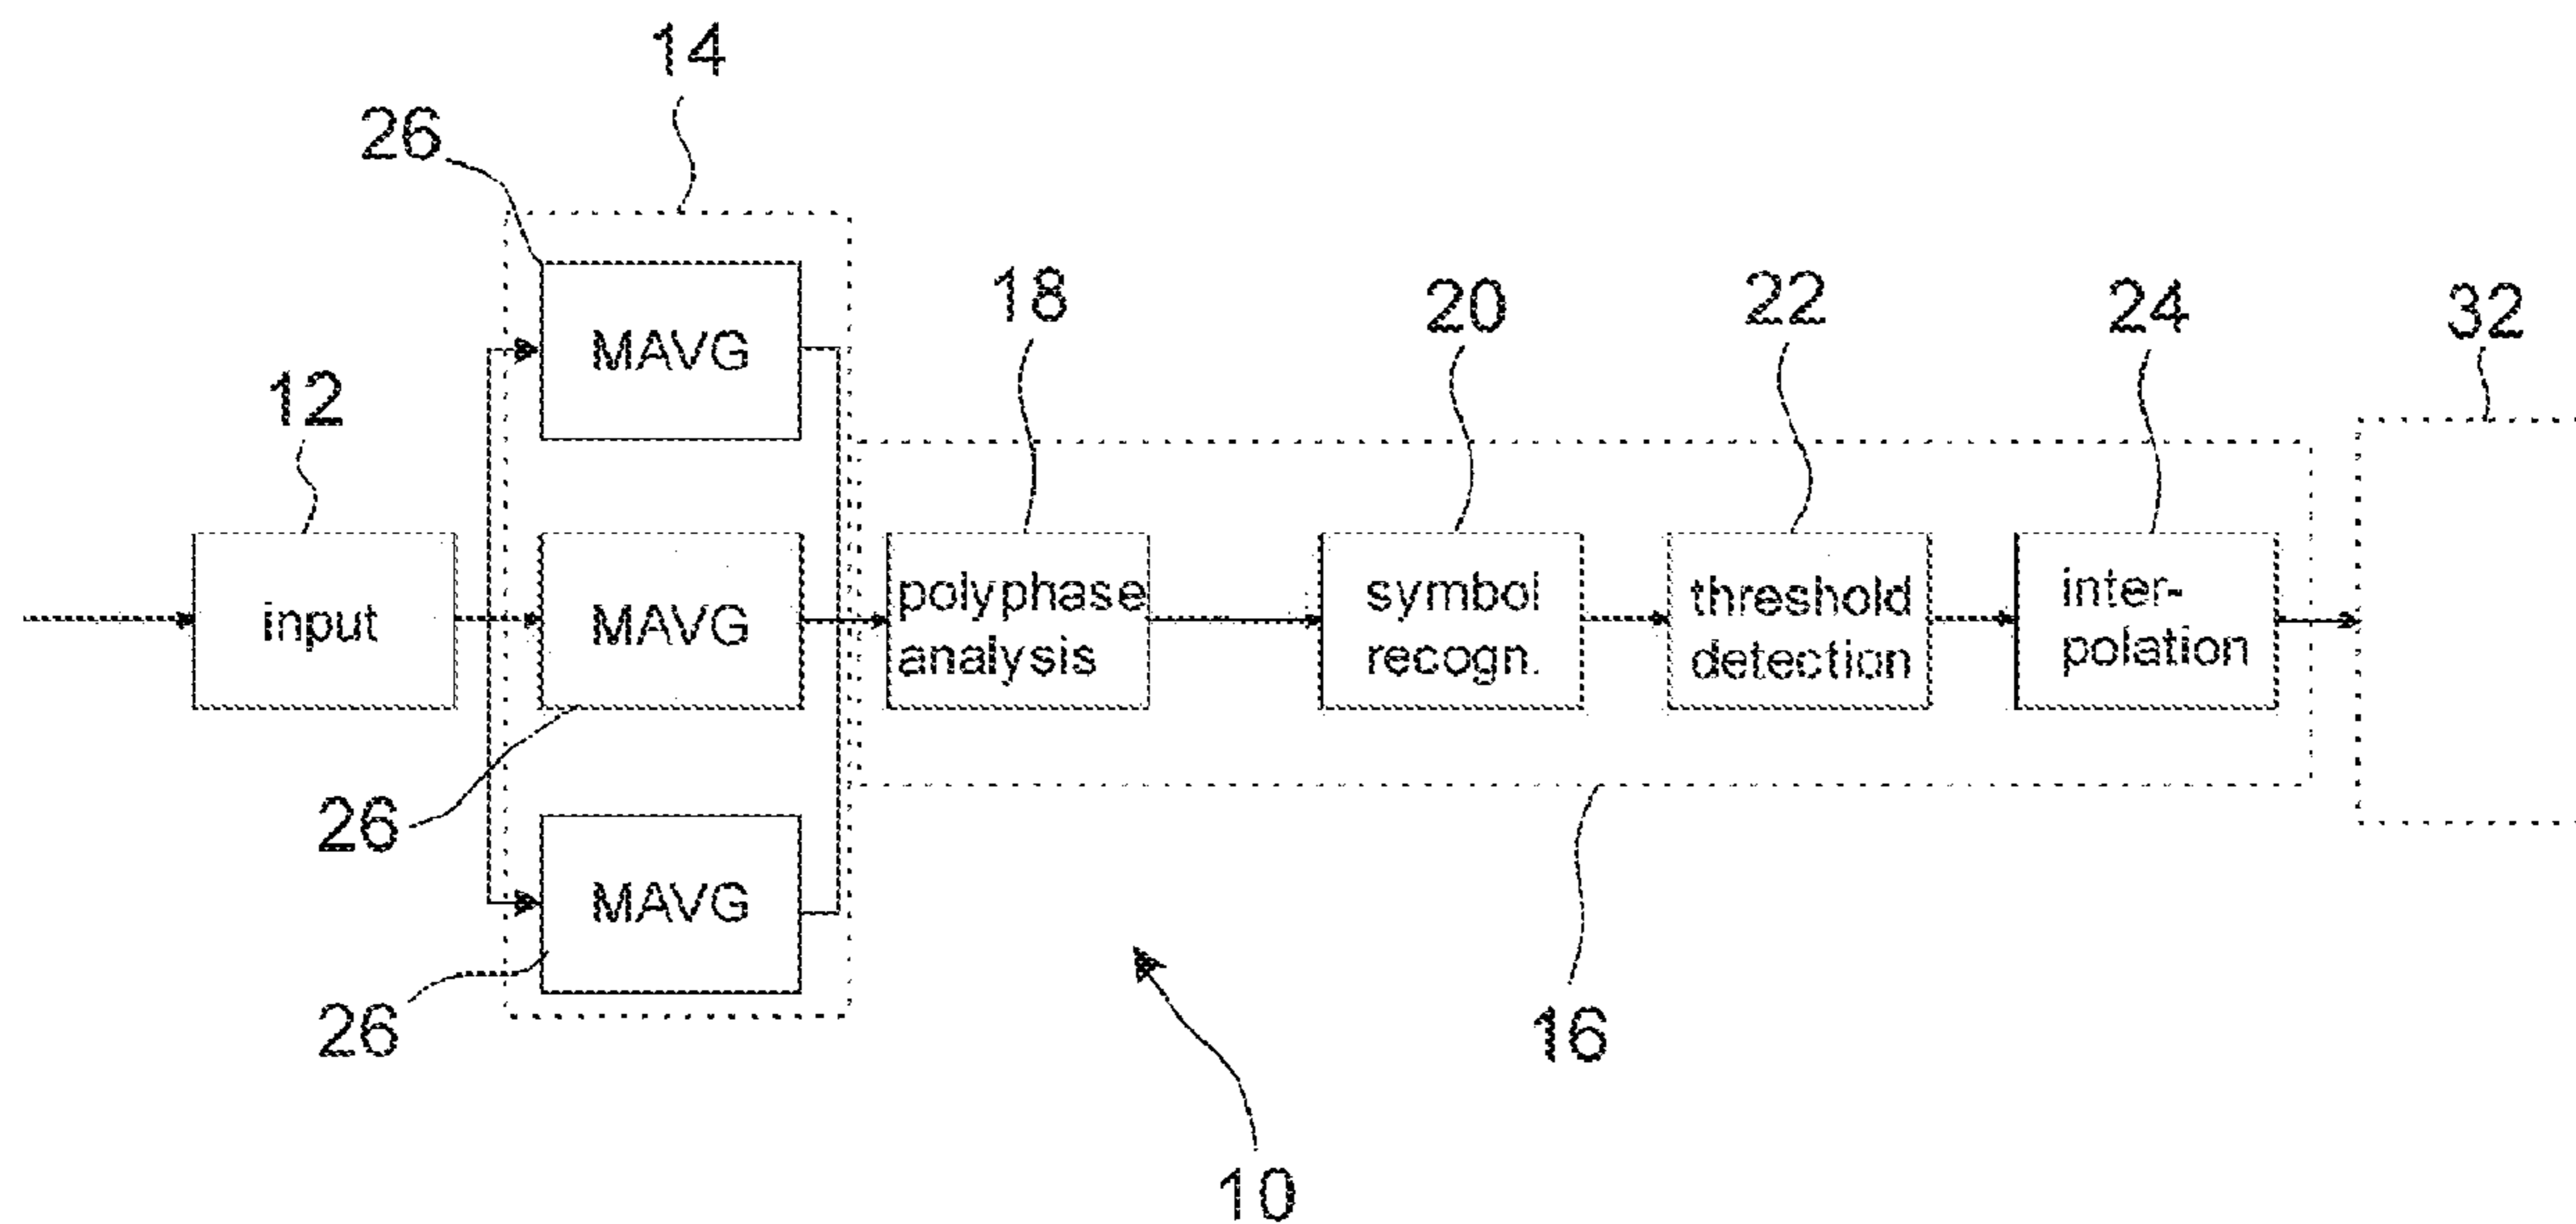 14
26
MAVG
18
20
22
24
32
12
input
MAVG
polyphase
analysis
symbol
recogn.
threshold
detection
inter-
polation
26
MAVG
26
16
10